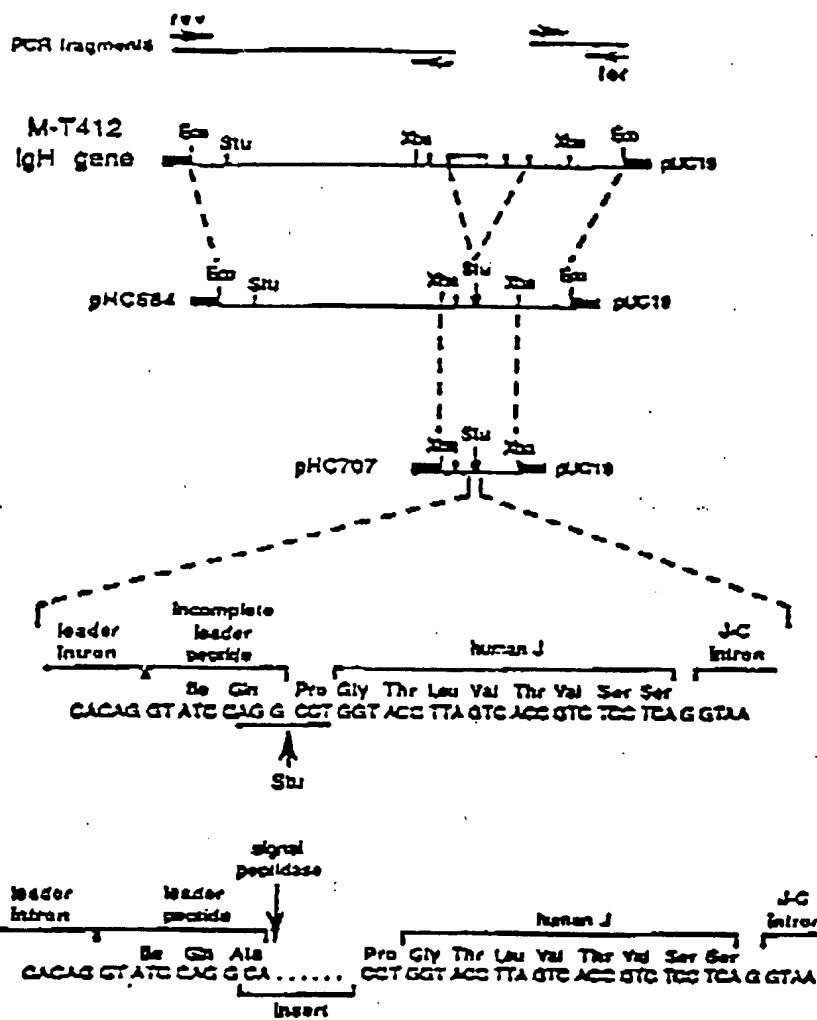 rev
PCR fragments
for
M-T412
IgH gene
Eco Stu Xba Xba Eco
pUC19
Eco Stu Xba Stu Xba Eco
pHC684
pUC19
Xba Stu Xba
pHC707
pUC19
leader
Intron
Incomplete
leader
peptide
human J
J-C
Intron
Ile Gln Pro Gly Thr Leu Val Thr Val Ser Ser
CACAG GT ATC CAG G CCT GGT ACC TTA GTC ACC GTC TCC TCA G GTAA
Stu
signal
peptidase
leader
Intron
leader
peptide
human J
J-C
Intron
Ile Gln Ala Pro Gly Thr Leu Val Thr Val Ser Ser
CACAG GT ATC CAG G CA ...... CCT GGT ACC TTA GTC ACC GTC TCC TCA G GTAA
Insert